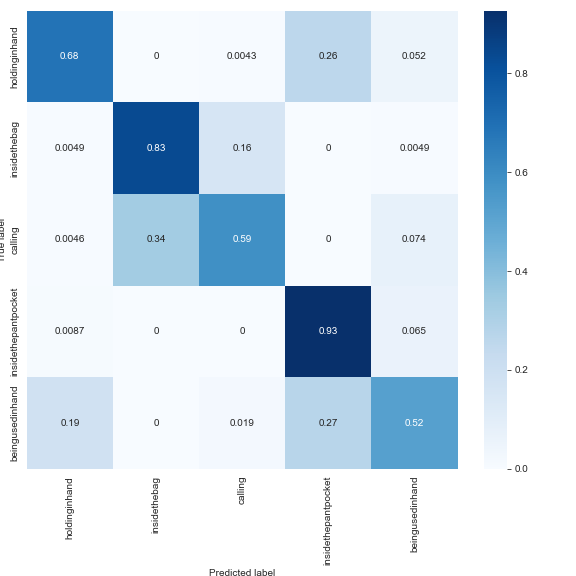 holdinginhand 0.68 0 0.0043 0.26 0.052
insidethebag 0.0049 0.83 0.16 0 0.0049
True label
calling 0.0046 0.34 0.59 0 0.074
insidethepantpocket 0.0087 0 0 0.93 0.065
beingusedinhand 0.19 0 0.019 0.27 0.52
holdinginhand insidethebag calling insidethepantpocket beingusedinhand
Predicted label
0.8
0.6
0.4
0.2
0.0